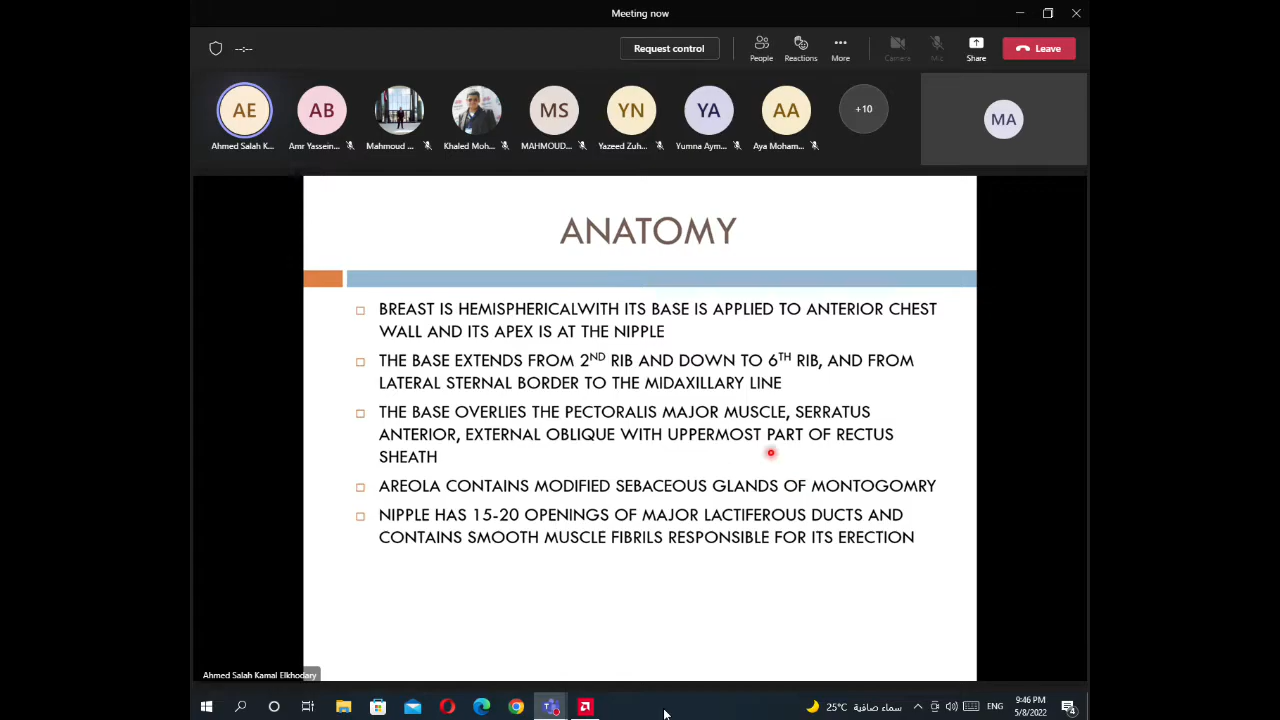 Meeting now
--:--
Request control
People
Reactions
More
Camera
Mic
Share
Leave
AE
AB
MS
YN
YA
AA
+10
MA
Ahmed Salah K...
Amr Yassein...
Mahmoud ...
Khaled Moh...
MAHMOUD...
Yazeed Zuh...
Yumna Aym...
Aya Moham...
ANATOMY
BREAST IS HEMISPHERICALWITH ITS BASE IS APPLIED TO ANTERIOR CHEST
WALL AND ITS APEX IS AT THE NIPPLE
THE BASE EXTENDS FROM 2ND RIB AND DOWN TO 6TH RIB, AND FROM
LATERAL STERNAL BORDER TO THE MIDAXILLARY LINE
THE BASE OVERLIES THE PECTORALIS MAJOR MUSCLE, SERRATUS
ANTERIOR, EXTERNAL OBLIQUE WITH UPPERMOST PART OF RECTUS
SHEATH
AREOLA CONTAINS MODIFIED SEBACEOUS GLANDS OF MONTOGOMRY
NIPPLE HAS 15-20 OPENINGS OF MAJOR LACTIFEROUS DUCTS AND
CONTAINS SMOOTH MUSCLE FIBRILS RESPONSIBLE FOR ITS ERECTION
Ahmed Salah Kamal Elkhodary
25°C سماء صافية
ENG
9:46 PM
5/8/2022
4